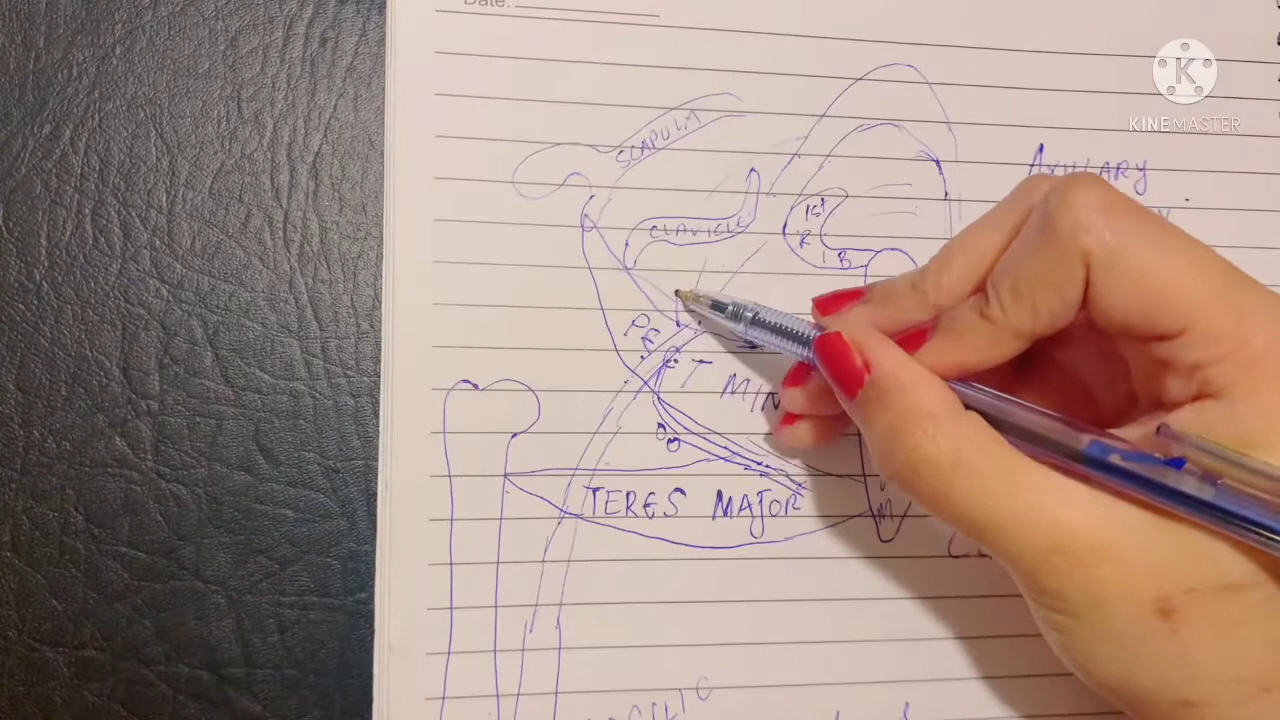 Date:
KINEMASTER
SCAPULA
AXILLARY
1st
CLAVICLE
R
I B
PECT MIN
TERES MAJOR
M